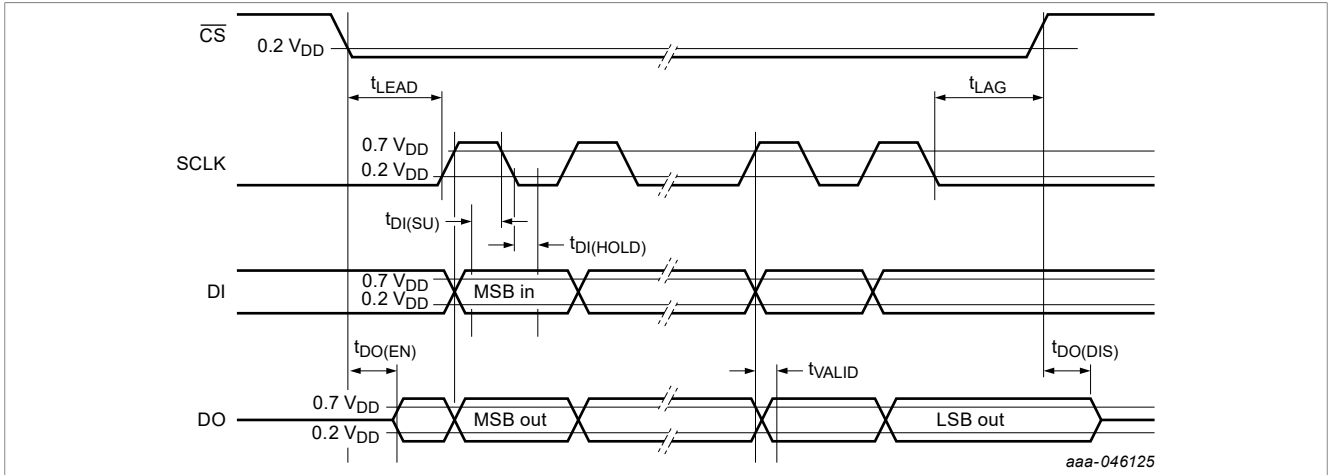 CS
0.2 VDD
tLEAD
tLAG
SCLK
0.7 VDD
0.2 VDD
tDI(SU)
tDI(HOLD)
DI
0.7 VDD
0.2 VDD
MSB in
tDO(EN)
tDO(DIS)
tVALID
DO
0.7 VDD
0.2 VDD
MSB out
LSB out
aaa-046125